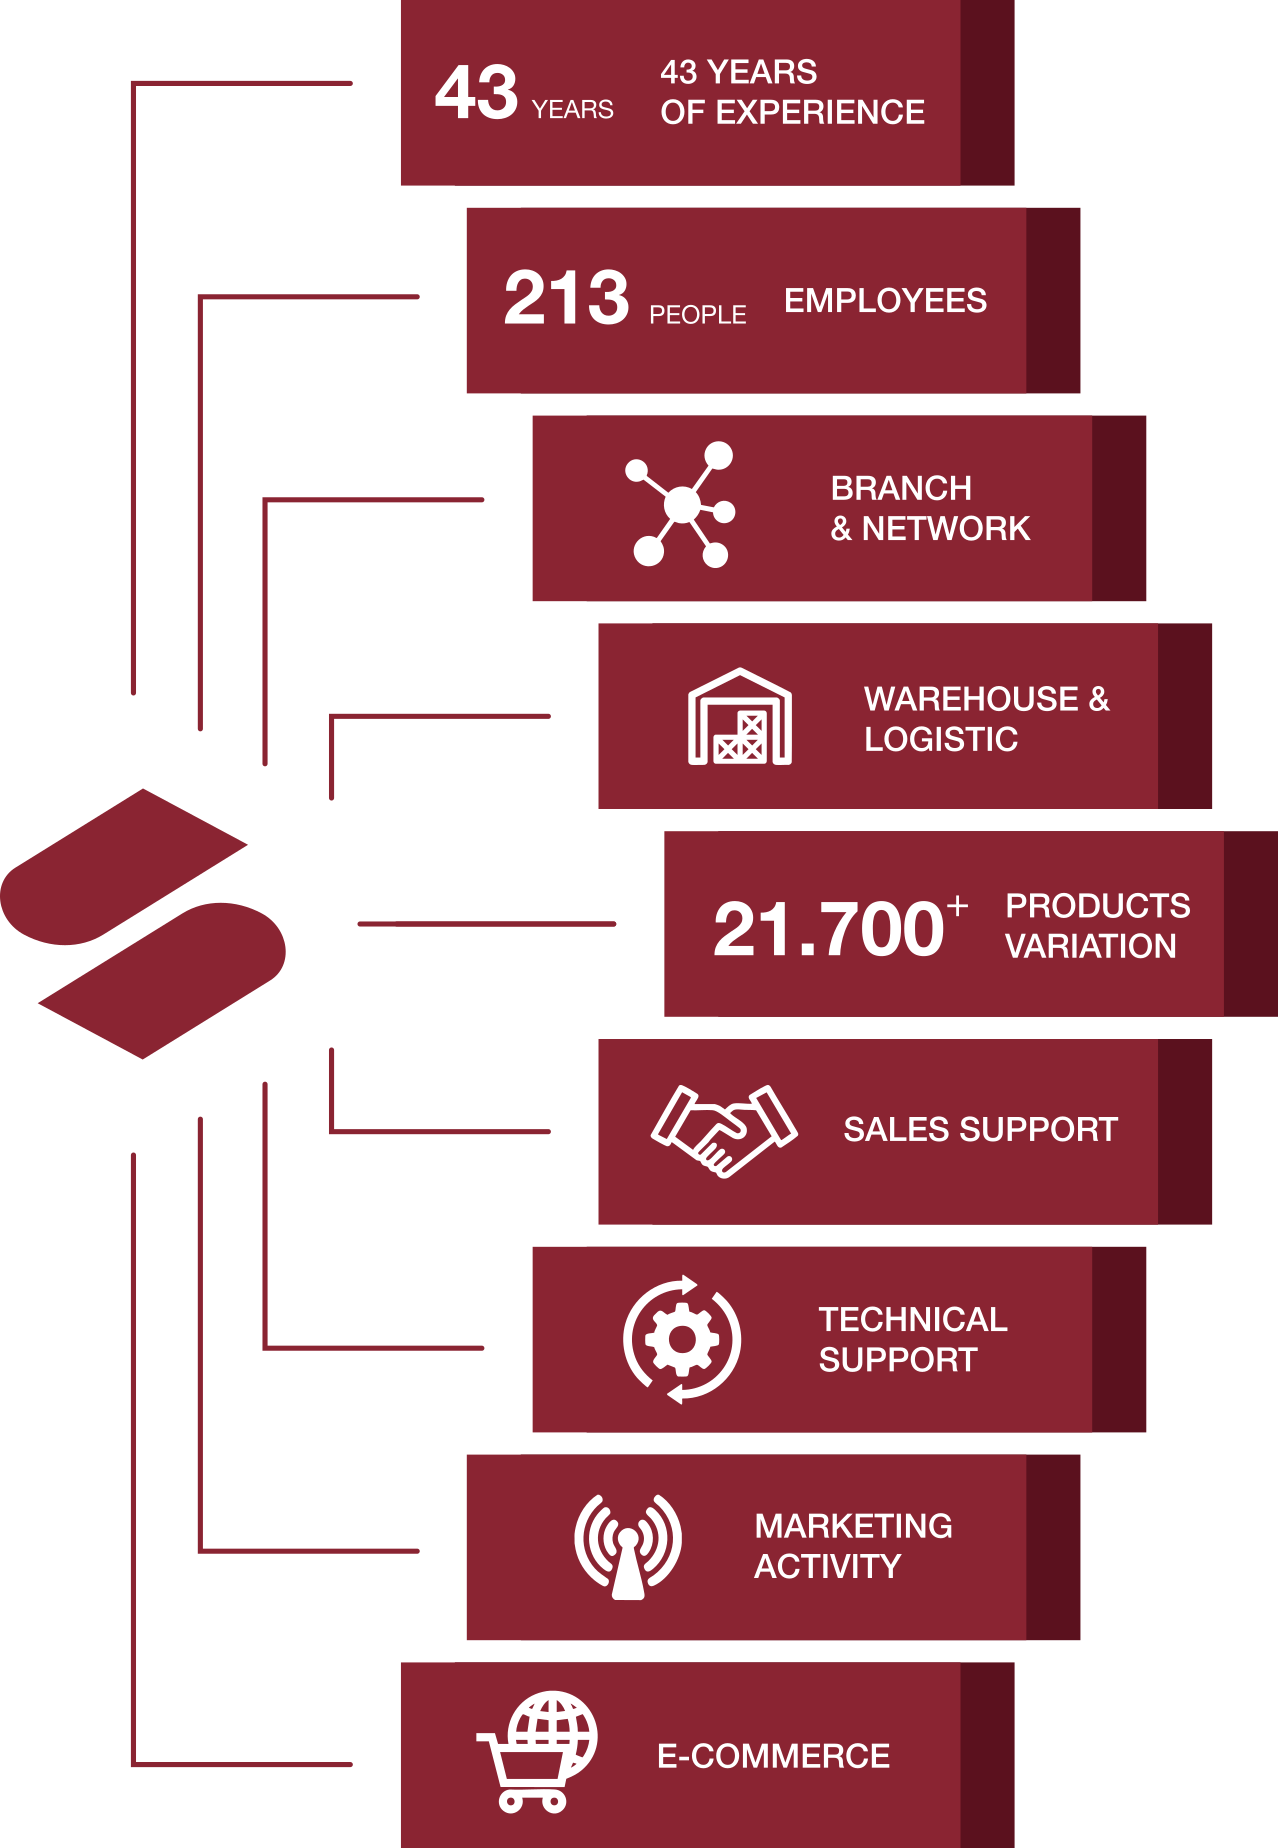 43 YEARS
43 YEARS
OF EXPERIENCE
213 PEOPLE
EMPLOYEES
BRANCH
& NETWORK
WAREHOUSE &
LOGISTIC
21.700+
PRODUCTS
VARIATION
SALES SUPPORT
TECHNICAL
SUPPORT
MARKETING
ACTIVITY
E-COMMERCE